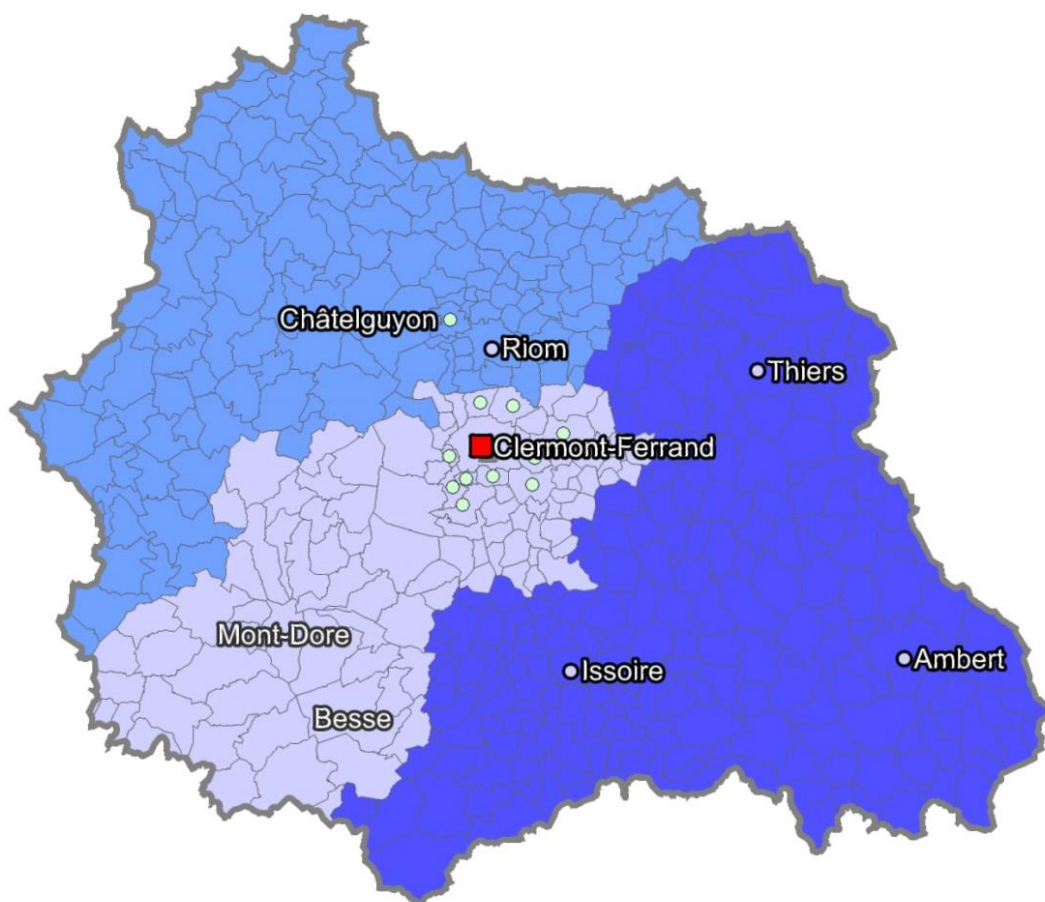 Châtelguyon
Riom
Thiers
Clermont-Ferrand
Mont-Dore
Issoire
Ambert
Besse